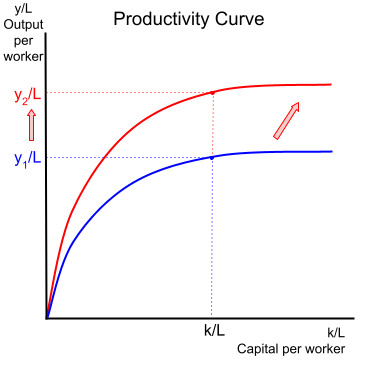 y/L
Output
per
worker
Productivity Curve
y2/L
y1/L
k/L
k/L
Capital per worker